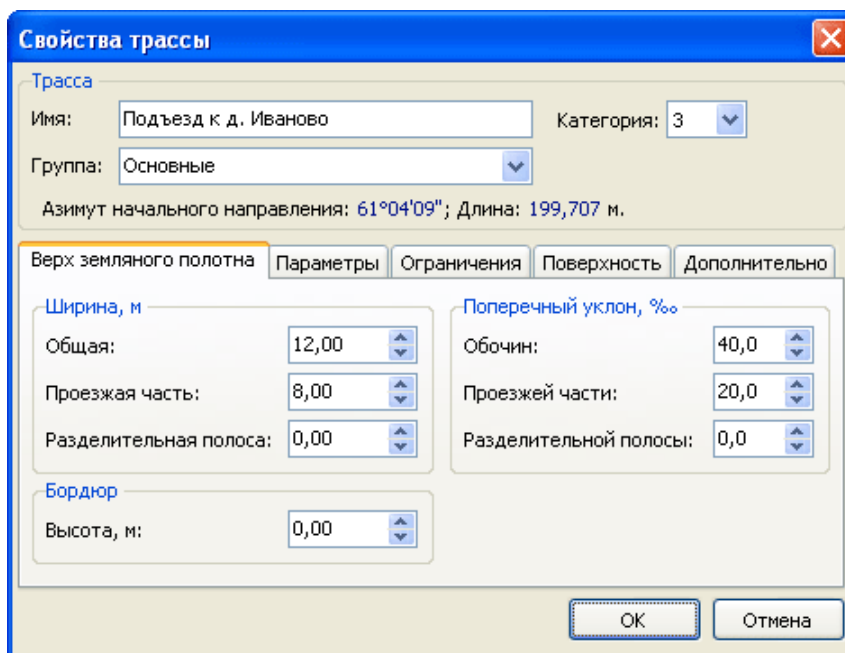 Свойства трассы
Трасса
Имя: Подъезд к д. Иваново Категория: 3
Группа: Основные
Азимут начального направления: 61°04'09"; Длина: 199,707 м.
Верх земляного полотна Параметры Ограничения Поверхность Дополнительно
Ширина, м Поперечный уклон, ‰
Общая: 12,00 Обочин: 40,0
Проезжая часть: 8,00 Проезжей части: 20,0
Разделительная полоса: 0,00 Разделительной полосы: 0,0
Бордюр
Высота, м: 0,00
ОК Отмена